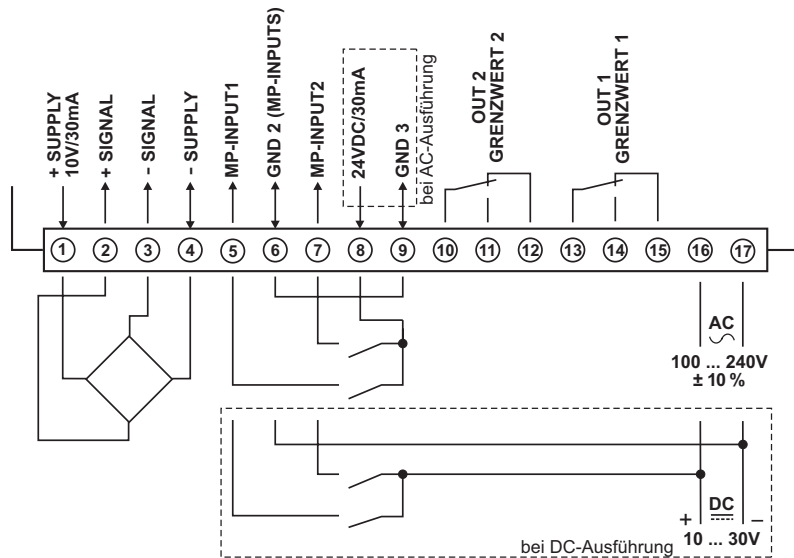 + SUPPLY
10V/30mA
+ SIGNAL
– SIGNAL
– SUPPLY
MP-INPUT1
GND 2 (MP-INPUTS)
MP-INPUT2
24VDC/30mA
GND 3
bei AC-Ausführung
OUT 2
GRENZWERT 2
OUT 1
GRENZWERT 1
1 2 3 4 5 6 7 8 9 10 11 12 13 14 15 16 17
AC
100 ... 240V
± 10 %
+ DC –
10 ... 30V
bei DC-Ausführung